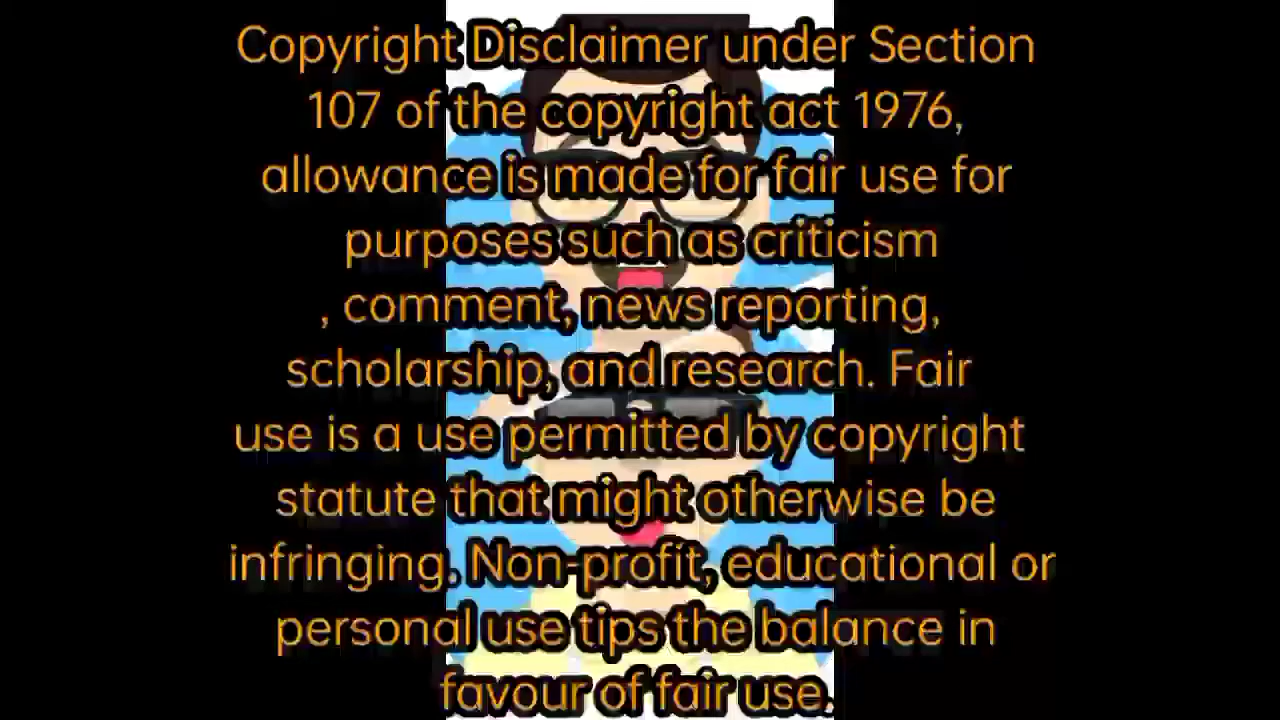 Copyright Disclaimer under Section
107 of the copyright act 1976,
allowance is made for fair use for
purposes such as criticism
, comment, news reporting,
scholarship, and research. Fair
use is a use permitted by copyright
statute that might otherwise be
infringing. Non-profit, educational or
personal use tips the balance in
favour of fair use.